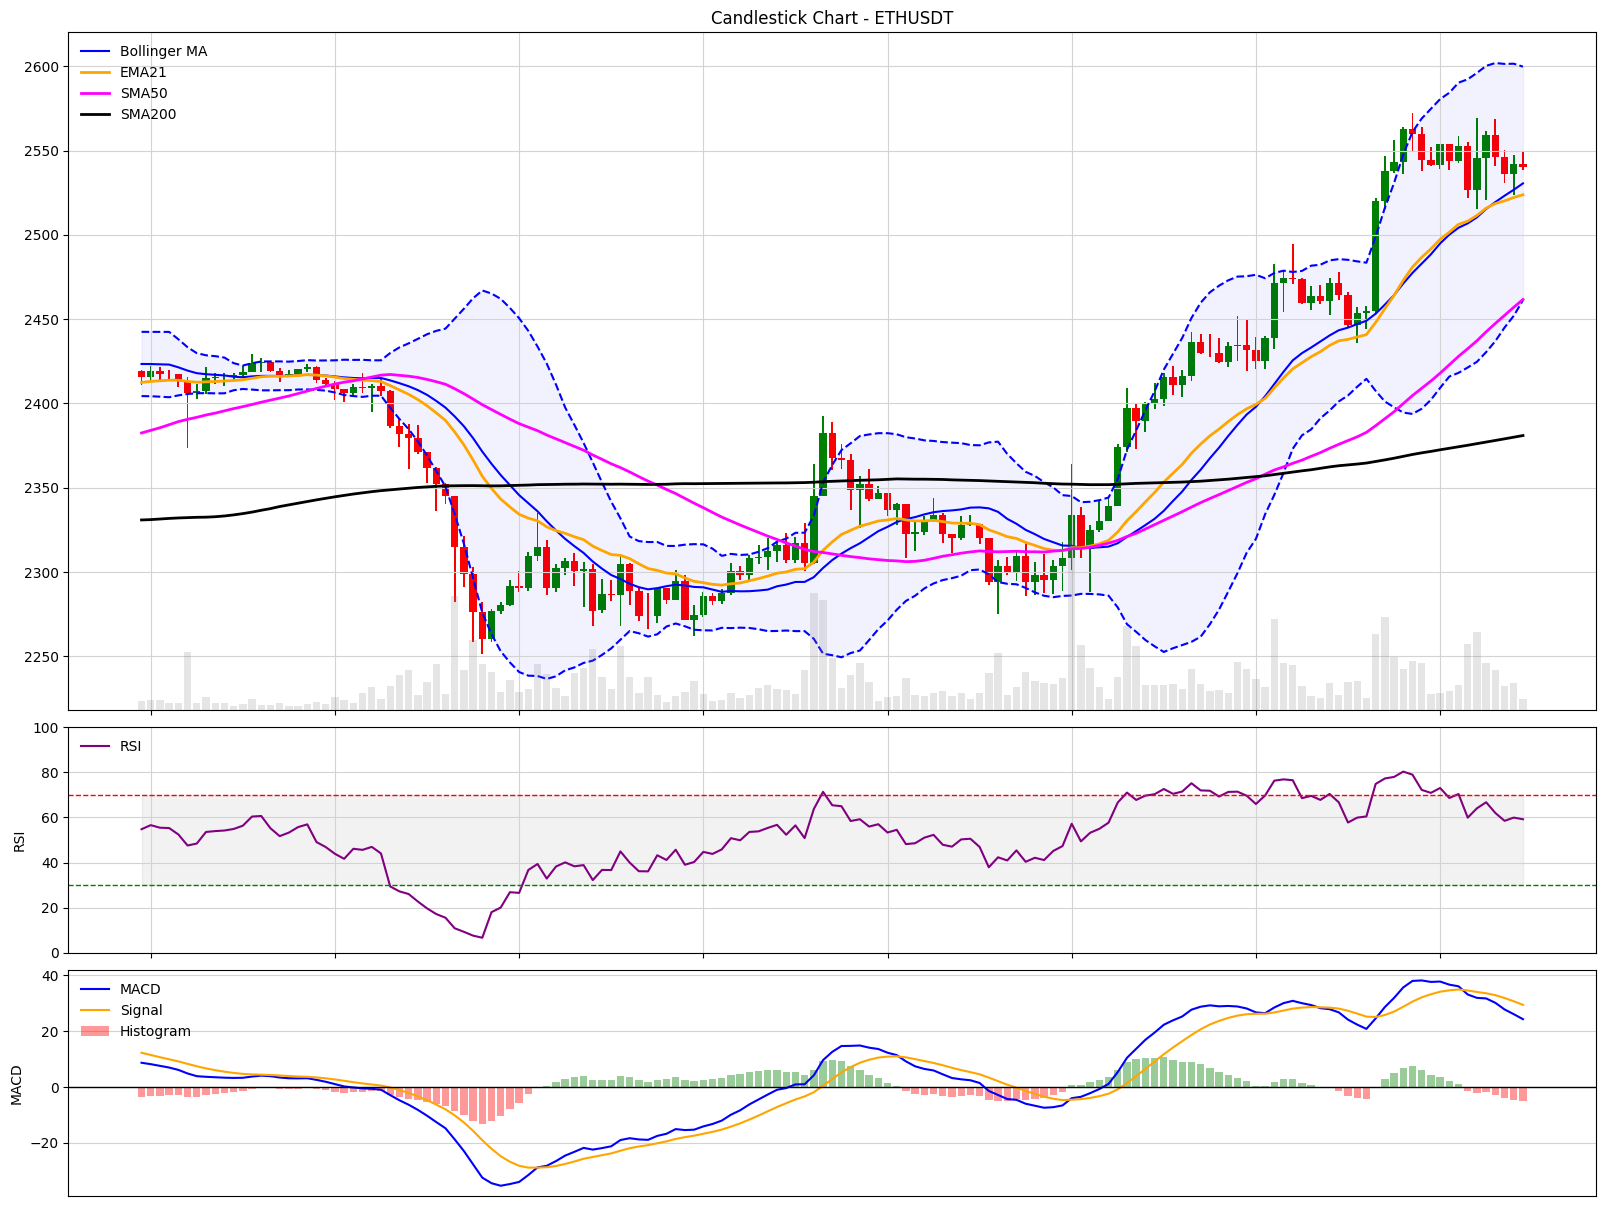 Candlestick Chart - ETHUSDT
Bollinger MA
EMA21
SMA50
SMA200
2600
2550
2500
2450
2400
2350
2300
2250
RSI
100
80
60
40
20
0
RSI
MACD
Signal
Histogram
40
20
0
−20
MACD